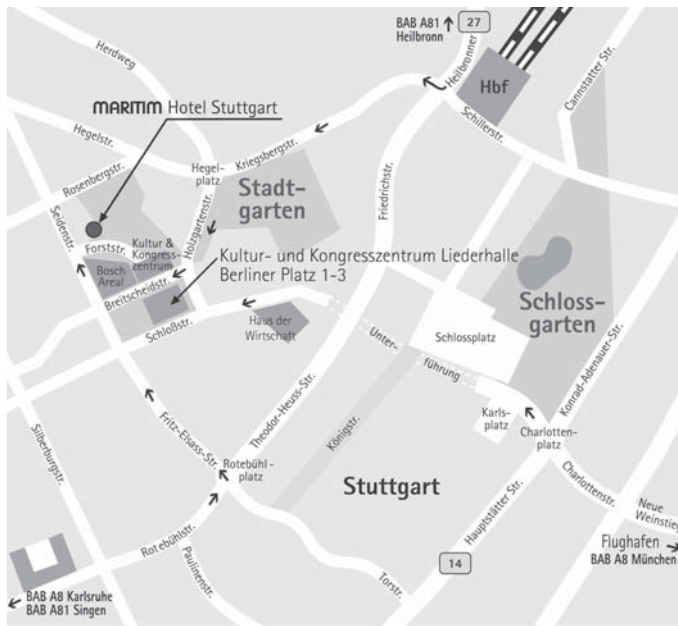 BAB A81
Heilbronn
27
Heilbronner
Hbf
Cannstatter Str.
Herdweg
MARITIM Hotel Stuttgart
Hegelstr.
Schillerstr.
Kriegsbergstr.
Rosenbergstr.
Hegel-
platz
Stadt-
garten
Friedrichstr.
Seidenstr.
Holzgartenstr.
Forststr.
Kultur &
Kongress-
zentrum
Kultur- und Kongresszentrum Liederhalle
Berliner Platz 1-3
Bosch
Areal
Breitscheidstr.
Schloss-
garten
Schloßstr.
Haus der
Wirtschaft
Unter-
führung
Schlossplatz
Konrad-Adenauer-Str.
Karls-
platz
Charlotten-
platz
Königstr.
Theodor-Heuss-Str.
Fritz-Elsass-Str.
Silberburgstr.
Rotebühl-
platz
Stuttgart
Charlottenstr.
Hauptstätter Str.
Neue
Weinstieg
Rotebühlstr.
Paulinenstr.
Flughafen
BAB A8 München
14
Torstr.
BAB A8 Karlsruhe
BAB A81 Singen